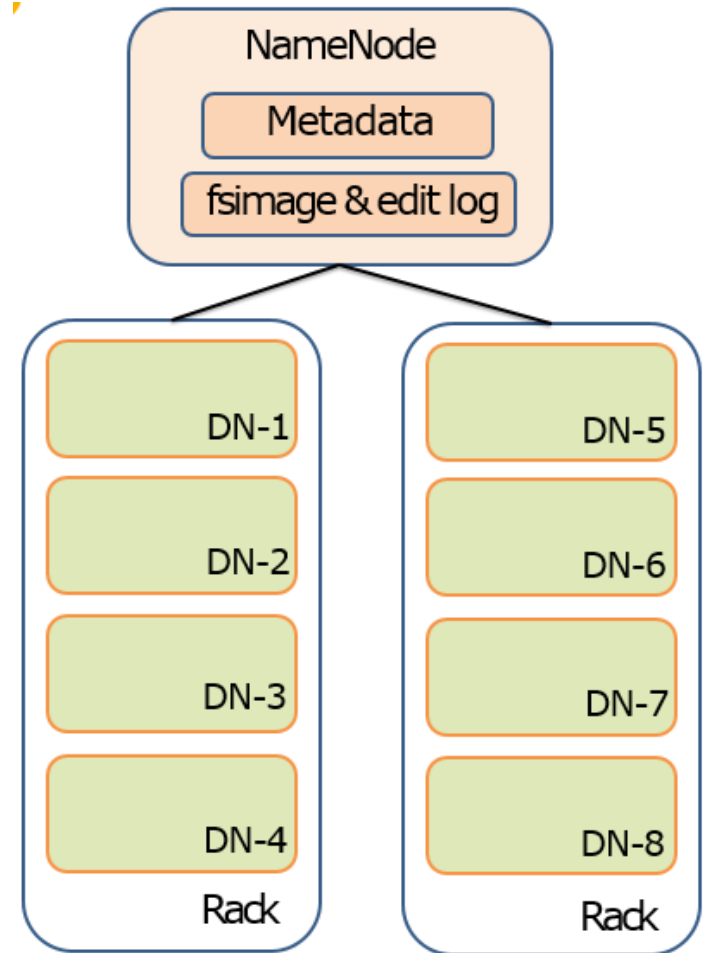 NameNode
Metadata
fsimage & edit log
DN-1
DN-2
DN-3
DN-4
Rack
DN-5
DN-6
DN-7
DN-8
Rack